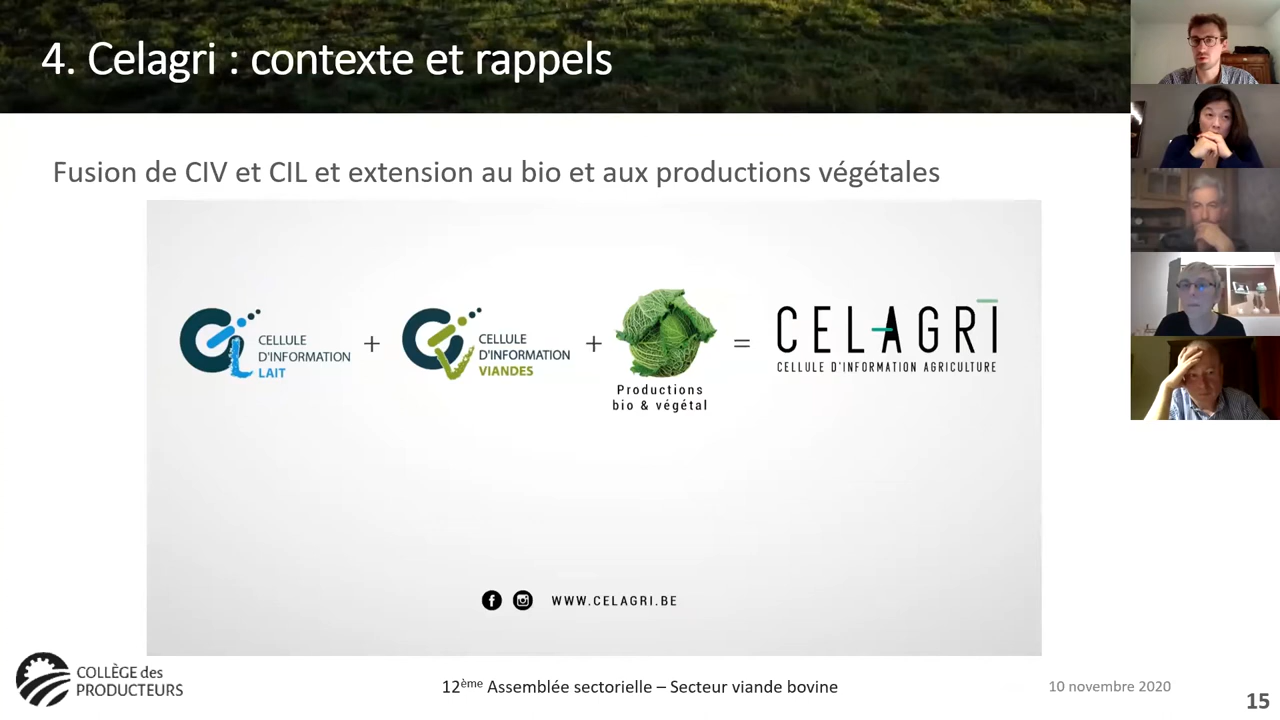 4. Celagri : contexte et rappels
Fusion de CIV et CIL et extension au bio et aux productions végétales
CELLULE
D'INFORMATION
LAIT
+
CELLULE
D'INFORMATION
VIANDES
+
Productions
bio & végétal
=
CELAGRI
CELLULE D'INFORMATION AGRICULTURE
WWW.CELAGRI.BE
COLLÈGE des
PRODUCTEURS
12ème Assemblée sectorielle – Secteur viande bovine
10 novembre 2020
15